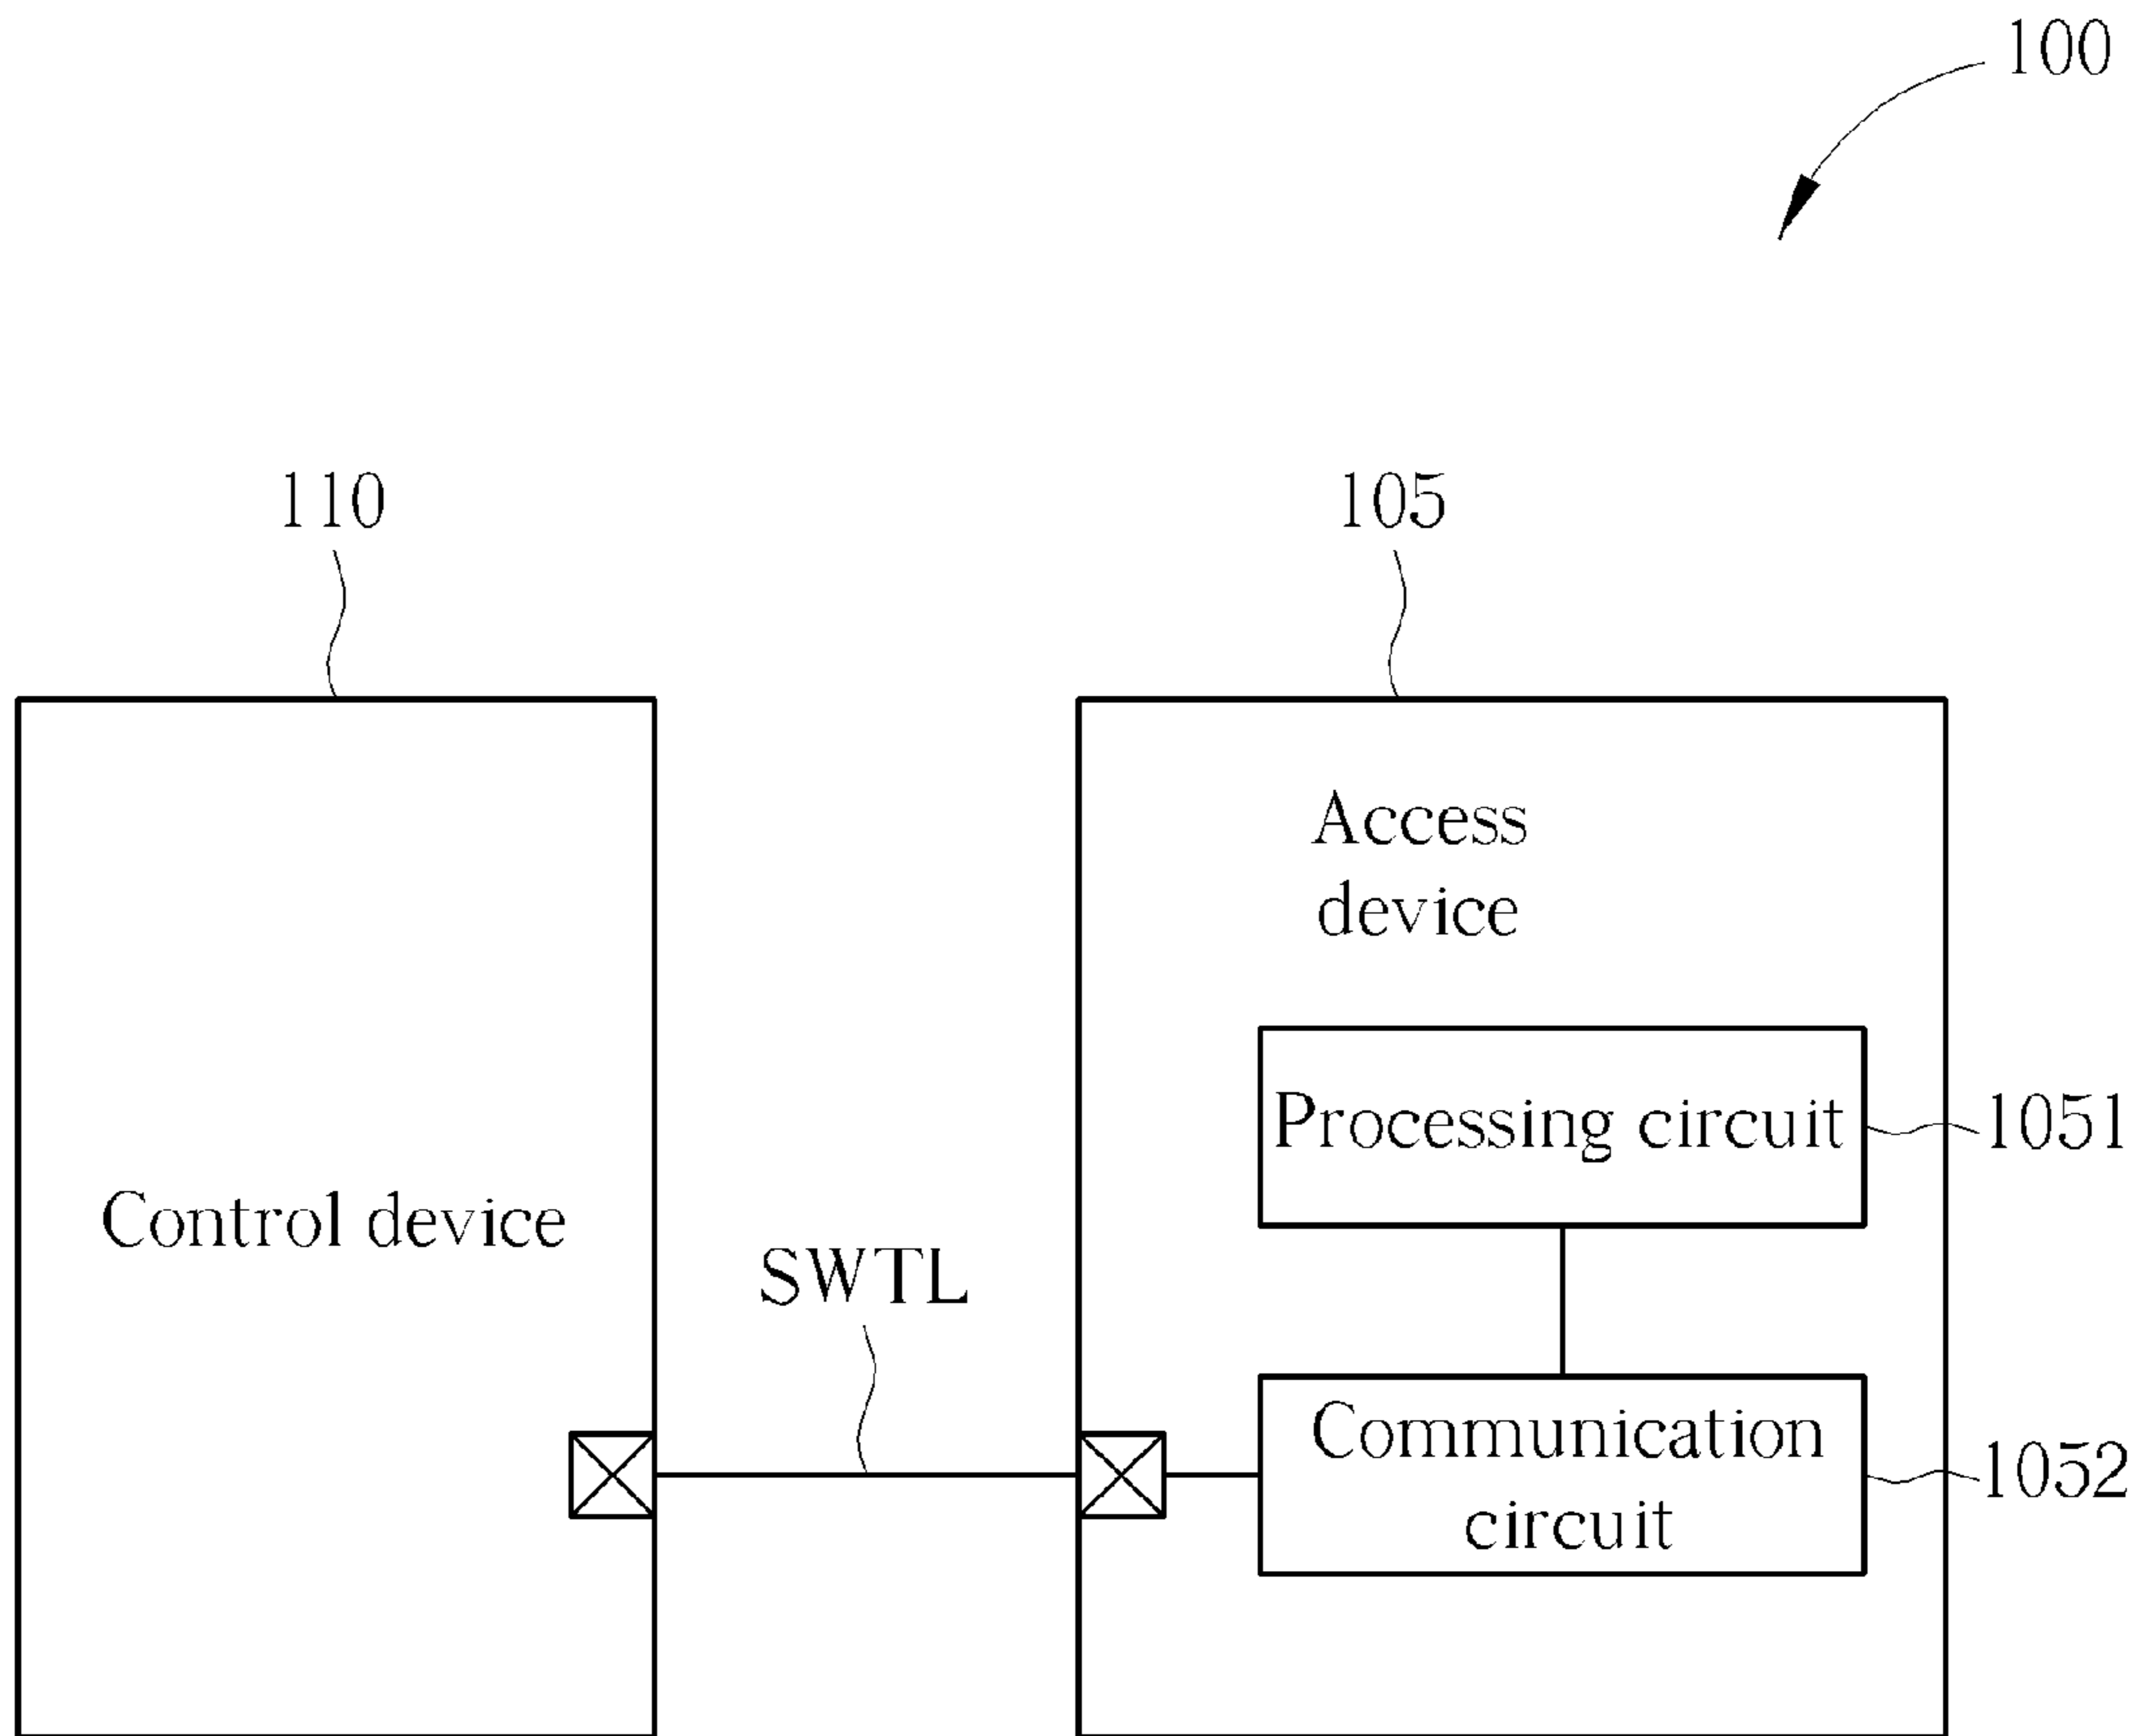 100
110
105
Access
device
Processing circuit
1051
Control device
SWTL
Communication
circuit
1052